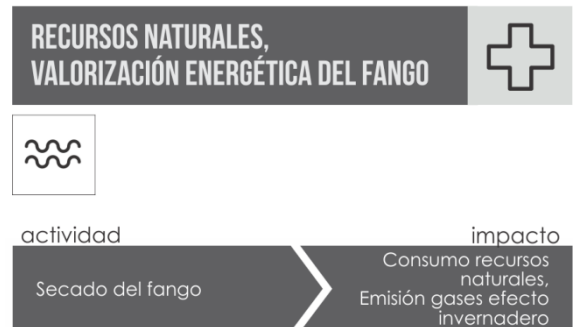 RECURSOS NATURALES,
VALORIZACIÓN ENERGÉTICA DEL FANGO
actividad
impacto
Secado del fango
Consumo recursos
naturales,
Emisión gases efecto
invernadero